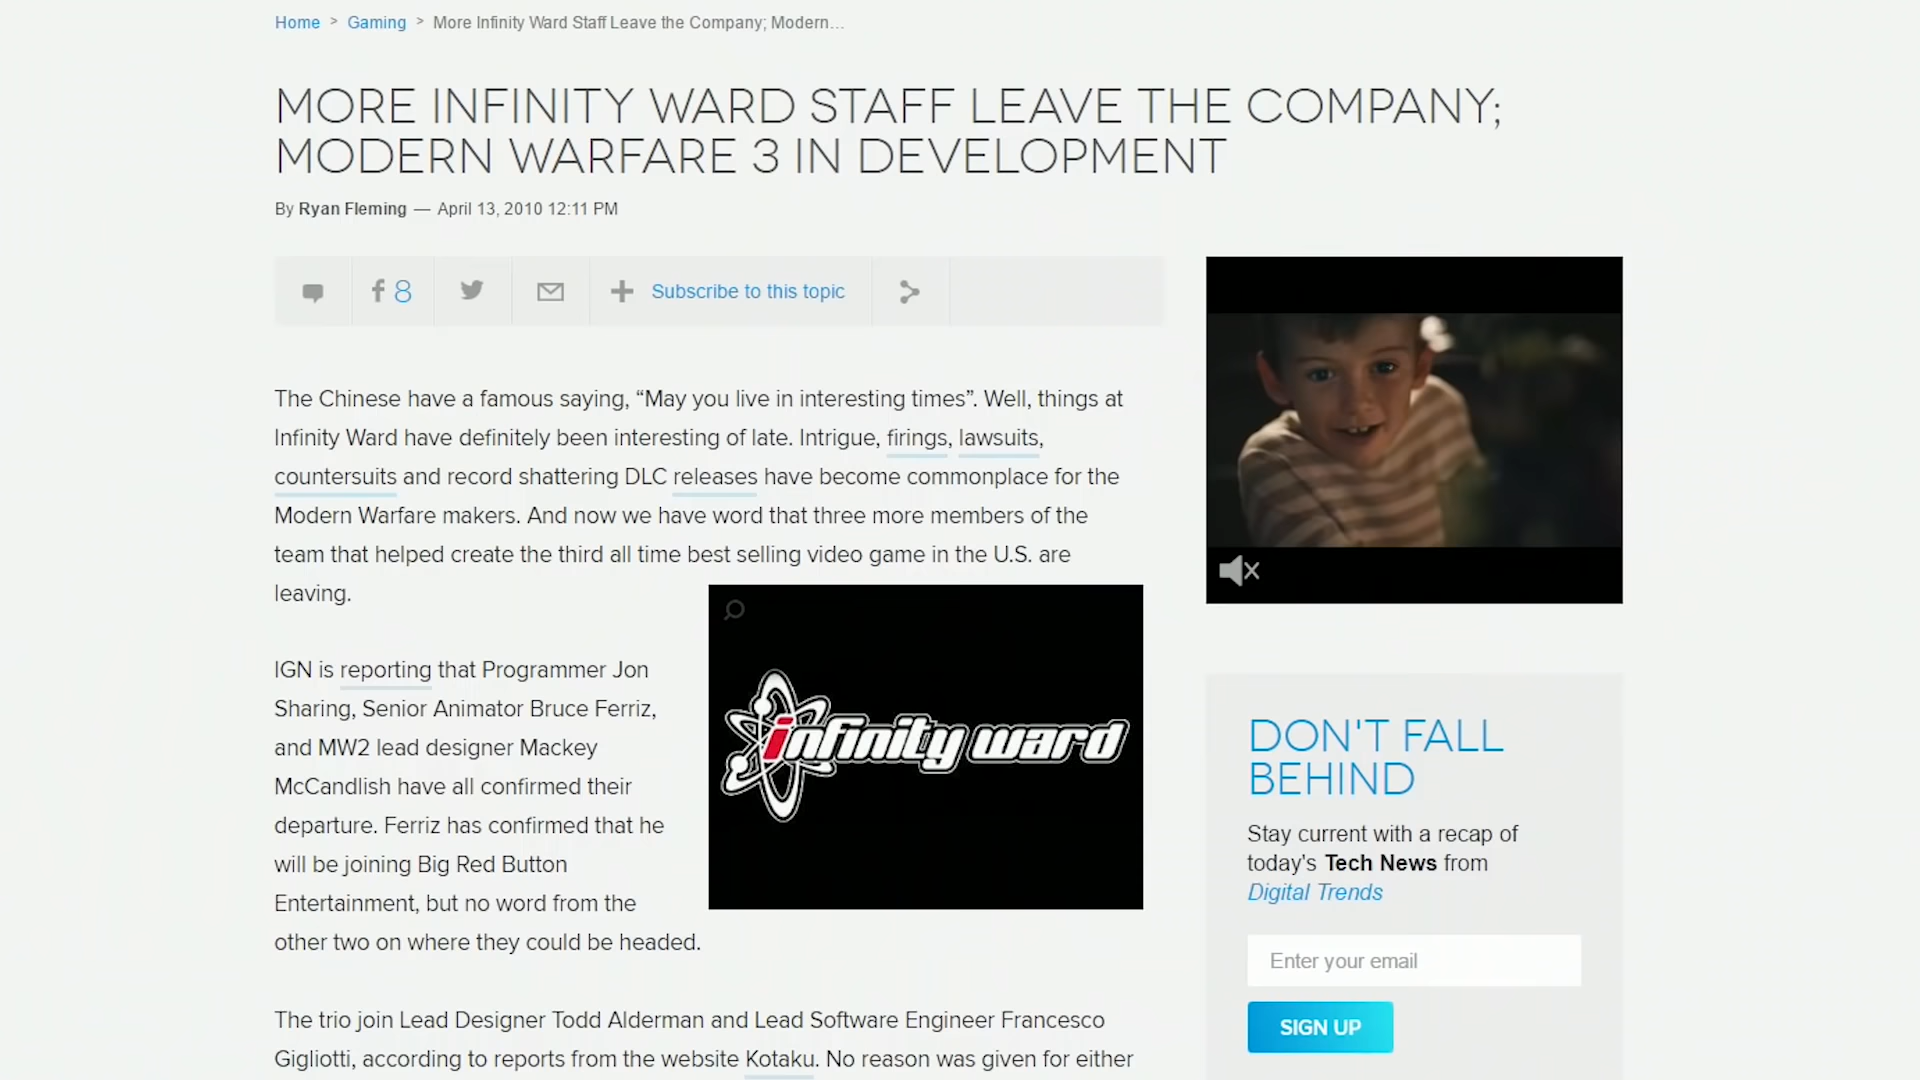 Home > Gaming > More Infinity Ward Staff Leave the Company; Modern...
MORE INFINITY WARD STAFF LEAVE THE COMPANY;
MODERN WARFARE 3 IN DEVELOPMENT
By Ryan Fleming — April 13, 2010 12:11 PM
f 8
+ Subscribe to this topic
The Chinese have a famous saying, “May you live in interesting times”. Well, things at
Infinity Ward have definitely been interesting of late. Intrigue, firings, lawsuits,
countersuits and record shattering DLC releases have become commonplace for the
Modern Warfare makers. And now we have word that three more members of the
team that helped create the third all time best selling video game in the U.S. are
leaving.
IGN is reporting that Programmer Jon
Sharing, Senior Animator Bruce Ferriz,
and MW2 lead designer Mackey
McCandlish have all confirmed their
departure. Ferriz has confirmed that he
will be joining Big Red Button
Entertainment, but no word from the
other two on where they could be headed.
infinity ward
The trio join Lead Designer Todd Alderman and Lead Software Engineer Francesco
Gigliotti, according to reports from the website Kotaku. No reason was given for either
DON'T FALL
BEHIND
Stay current with a recap of
today's Tech News from
Digital Trends
Enter your email
SIGN UP